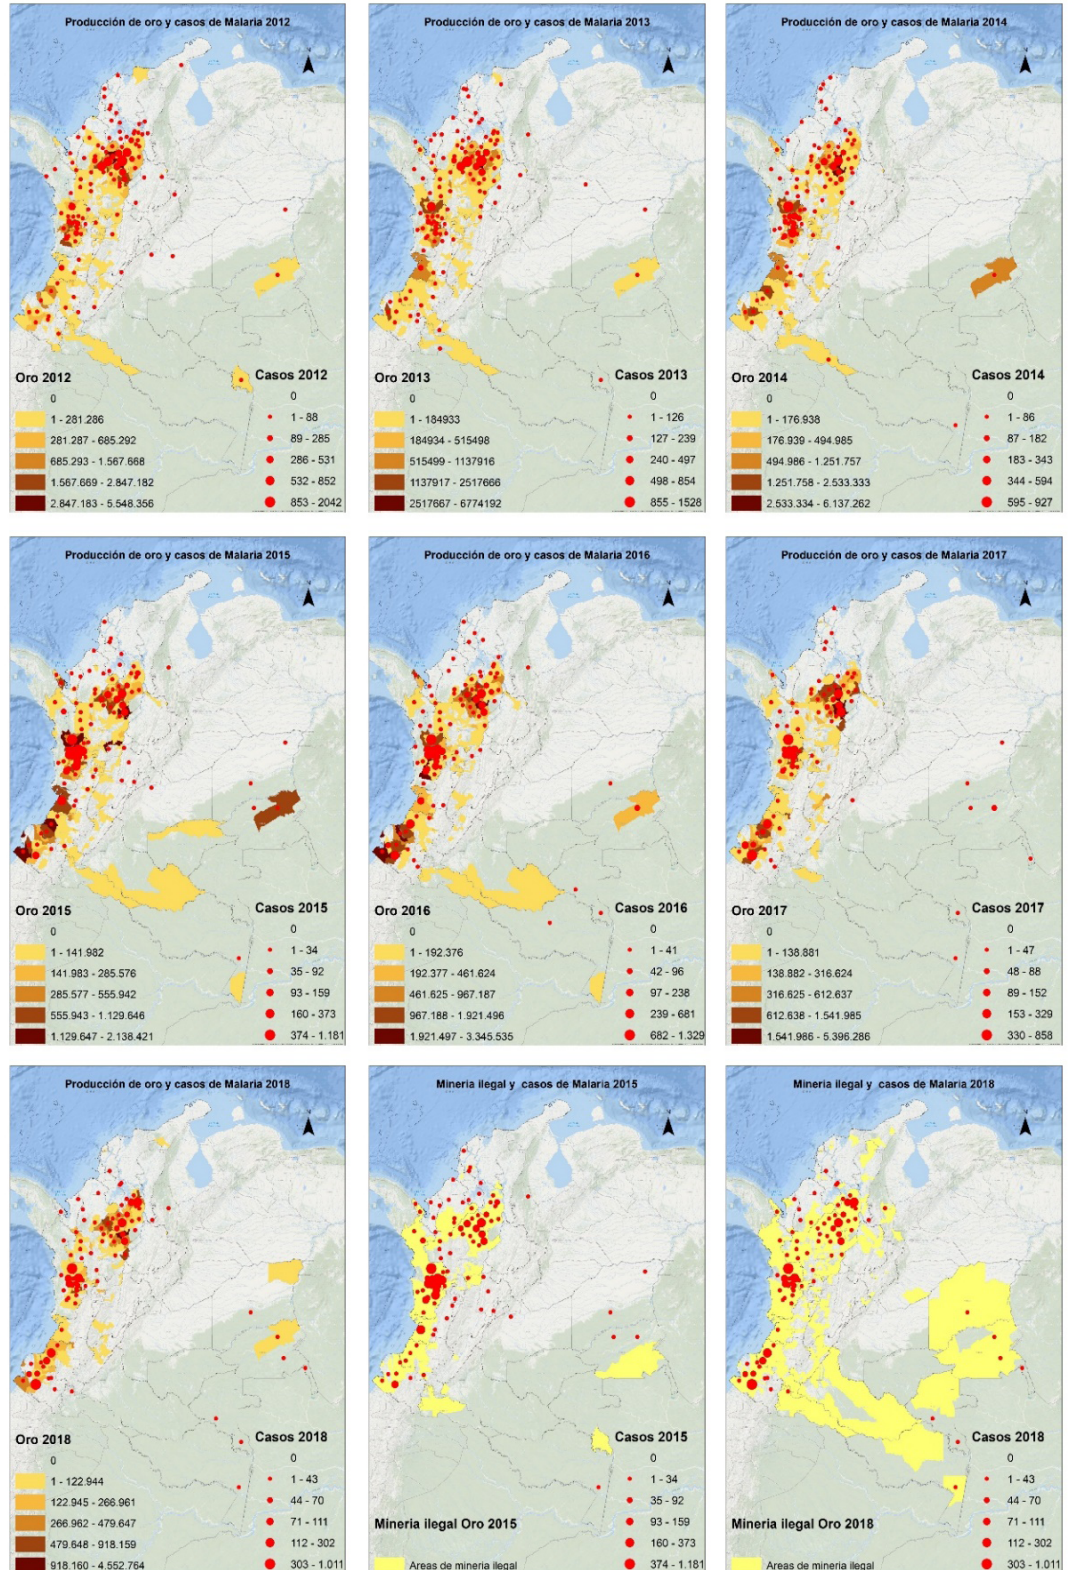 Producción de oro y casos de Malaria 2012
Oro 2012
0
1 - 281.286
281.287 - 685.292
685.293 - 1.567.668
1.567.669 - 2.847.182
2.847.183 - 5.548.356
Casos 2012
0
1 - 88
89 - 285
286 - 531
532 - 852
853 - 2042
Producción de oro y casos de Malaria 2013
Oro 2013
0
1 - 184933
184934 - 515498
515499 - 1137916
1137917 - 2517666
2517667 - 6774192
Casos 2013
0
1 - 126
127 - 239
240 - 497
498 - 854
855 - 1528
Producción de oro y casos de Malaria 2014
Oro 2014
0
1 - 176.938
176.939 - 494.985
494.986 - 1.251.757
1.251.758 - 2.533.333
2.533.334 - 6.137.262
Casos 2014
0
1 - 86
87 - 182
183 - 343
344 - 594
595 - 927
Producción de oro y casos de Malaria 2015
Oro 2015
0
1 - 141.982
141.983 - 285.576
285.577 - 555.942
555.943 - 1.129.646
1.129.647 - 2.138.421
Casos 2015
0
1 - 34
35 - 92
93 - 159
160 - 373
374 - 1.181
Producción de oro y casos de Malaria 2016
Oro 2016
0
1 - 192.376
192.377 - 461.624
461.625 - 967.187
967.188 - 1.921.496
1.921.497 - 3.345.535
Casos 2016
0
1 - 41
42 - 96
97 - 238
239 - 681
682 - 1.329
Producción de oro y casos de Malaria 2017
Oro 2017
0
1 - 138.881
138.882 - 316.624
316.625 - 612.637
612.638 - 1.541.985
1.541.986 - 5.396.286
Casos 2017
0
1 - 47
48 - 88
89 - 152
153 - 329
330 - 858
Producción de oro y casos de Malaria 2018
Oro 2018
0
1 - 122.944
122.945 - 266.961
266.962 - 479.647
479.648 - 918.159
918.160 - 4.552.764
Casos 2018
0
1 - 43
44 - 70
71 - 111
112 - 302
303 - 1.011
Mineria ilegal y casos de Malaria 2015
Mineria ilegal Oro 2015
Areas de mineria ilegal
Casos 2015
0
1 - 34
35 - 92
93 - 159
160 - 373
374 - 1.181
Mineria ilegal y casos de Malaria 2018
Mineria ilegal Oro 2018
Areas de mineria ilegal
Casos 2018
0
1 - 43
44 - 70
71 - 111
112 - 302
303 - 1.011